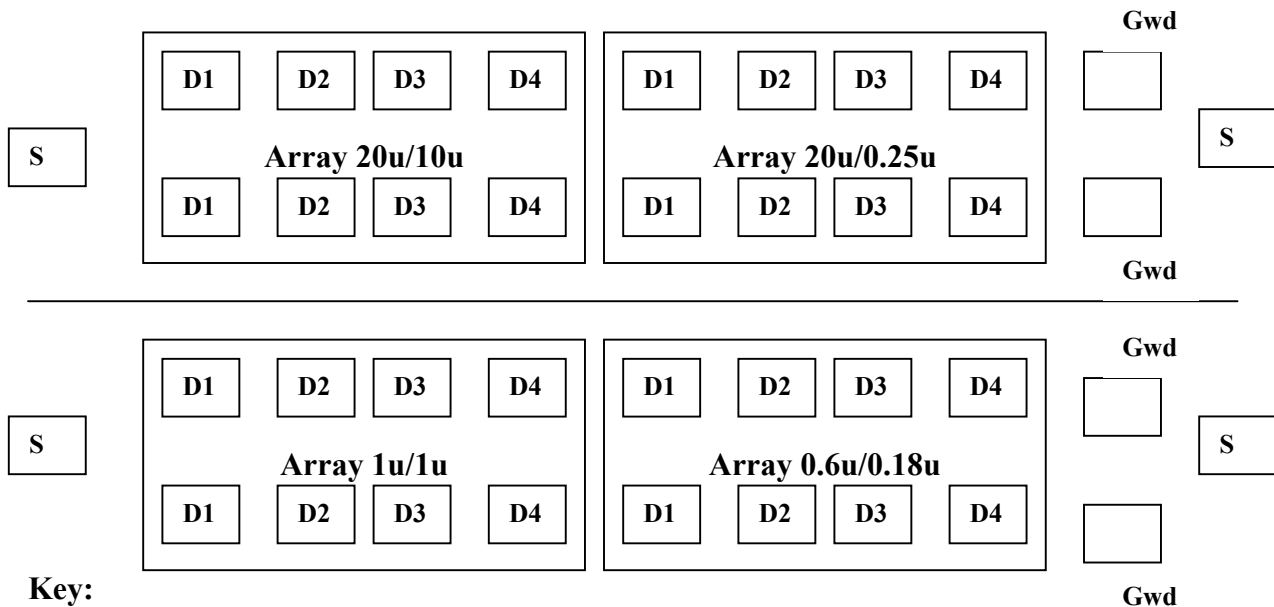 Gwd
D1 D2 D3 D4 D1 D2 D3 D4
S Array 20u/10u Array 20u/0.25u S
D1 D2 D3 D4 D1 D2 D3 D4
Gwd
Gwd
D1 D2 D3 D4 D1 D2 D3 D4
S Array 1u/1u Array 0.6u/0.18u S
D1 D2 D3 D4 D1 D2 D3 D4
Key:
Gwd